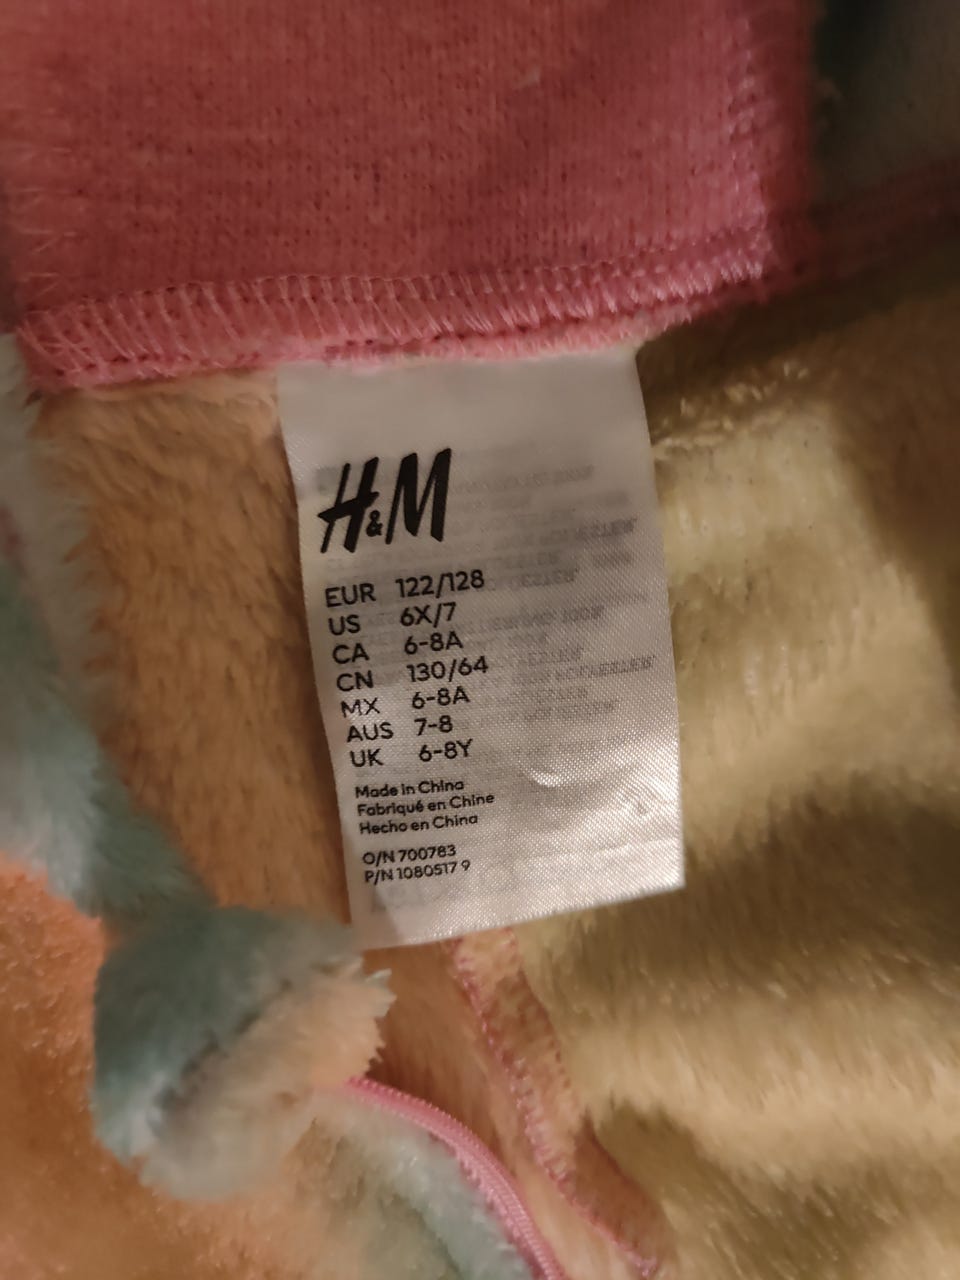 H&M
EUR 122/128
US 6X/7
CA 6-8A
CN 130/64
MX 6-8A
AUS 7-8
UK 6-8Y
Made in China
Fabriqué en Chine
Hecho en China
O/N 700783
P/N 1080517 9